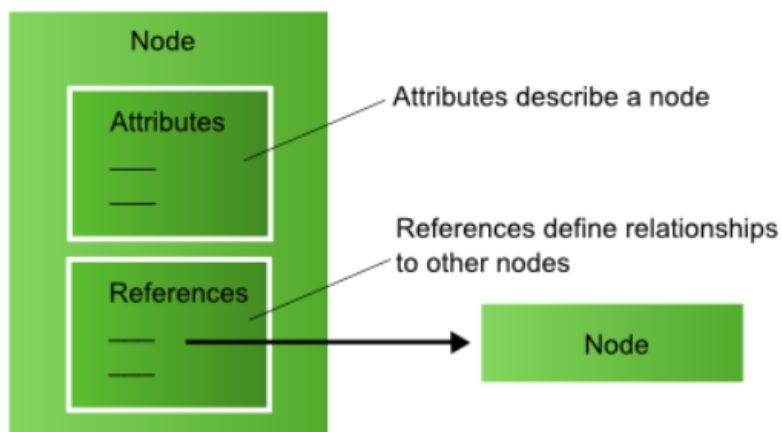 Node
Attributes
Attributes describe a node
References define relationships
to other nodes
References
Node